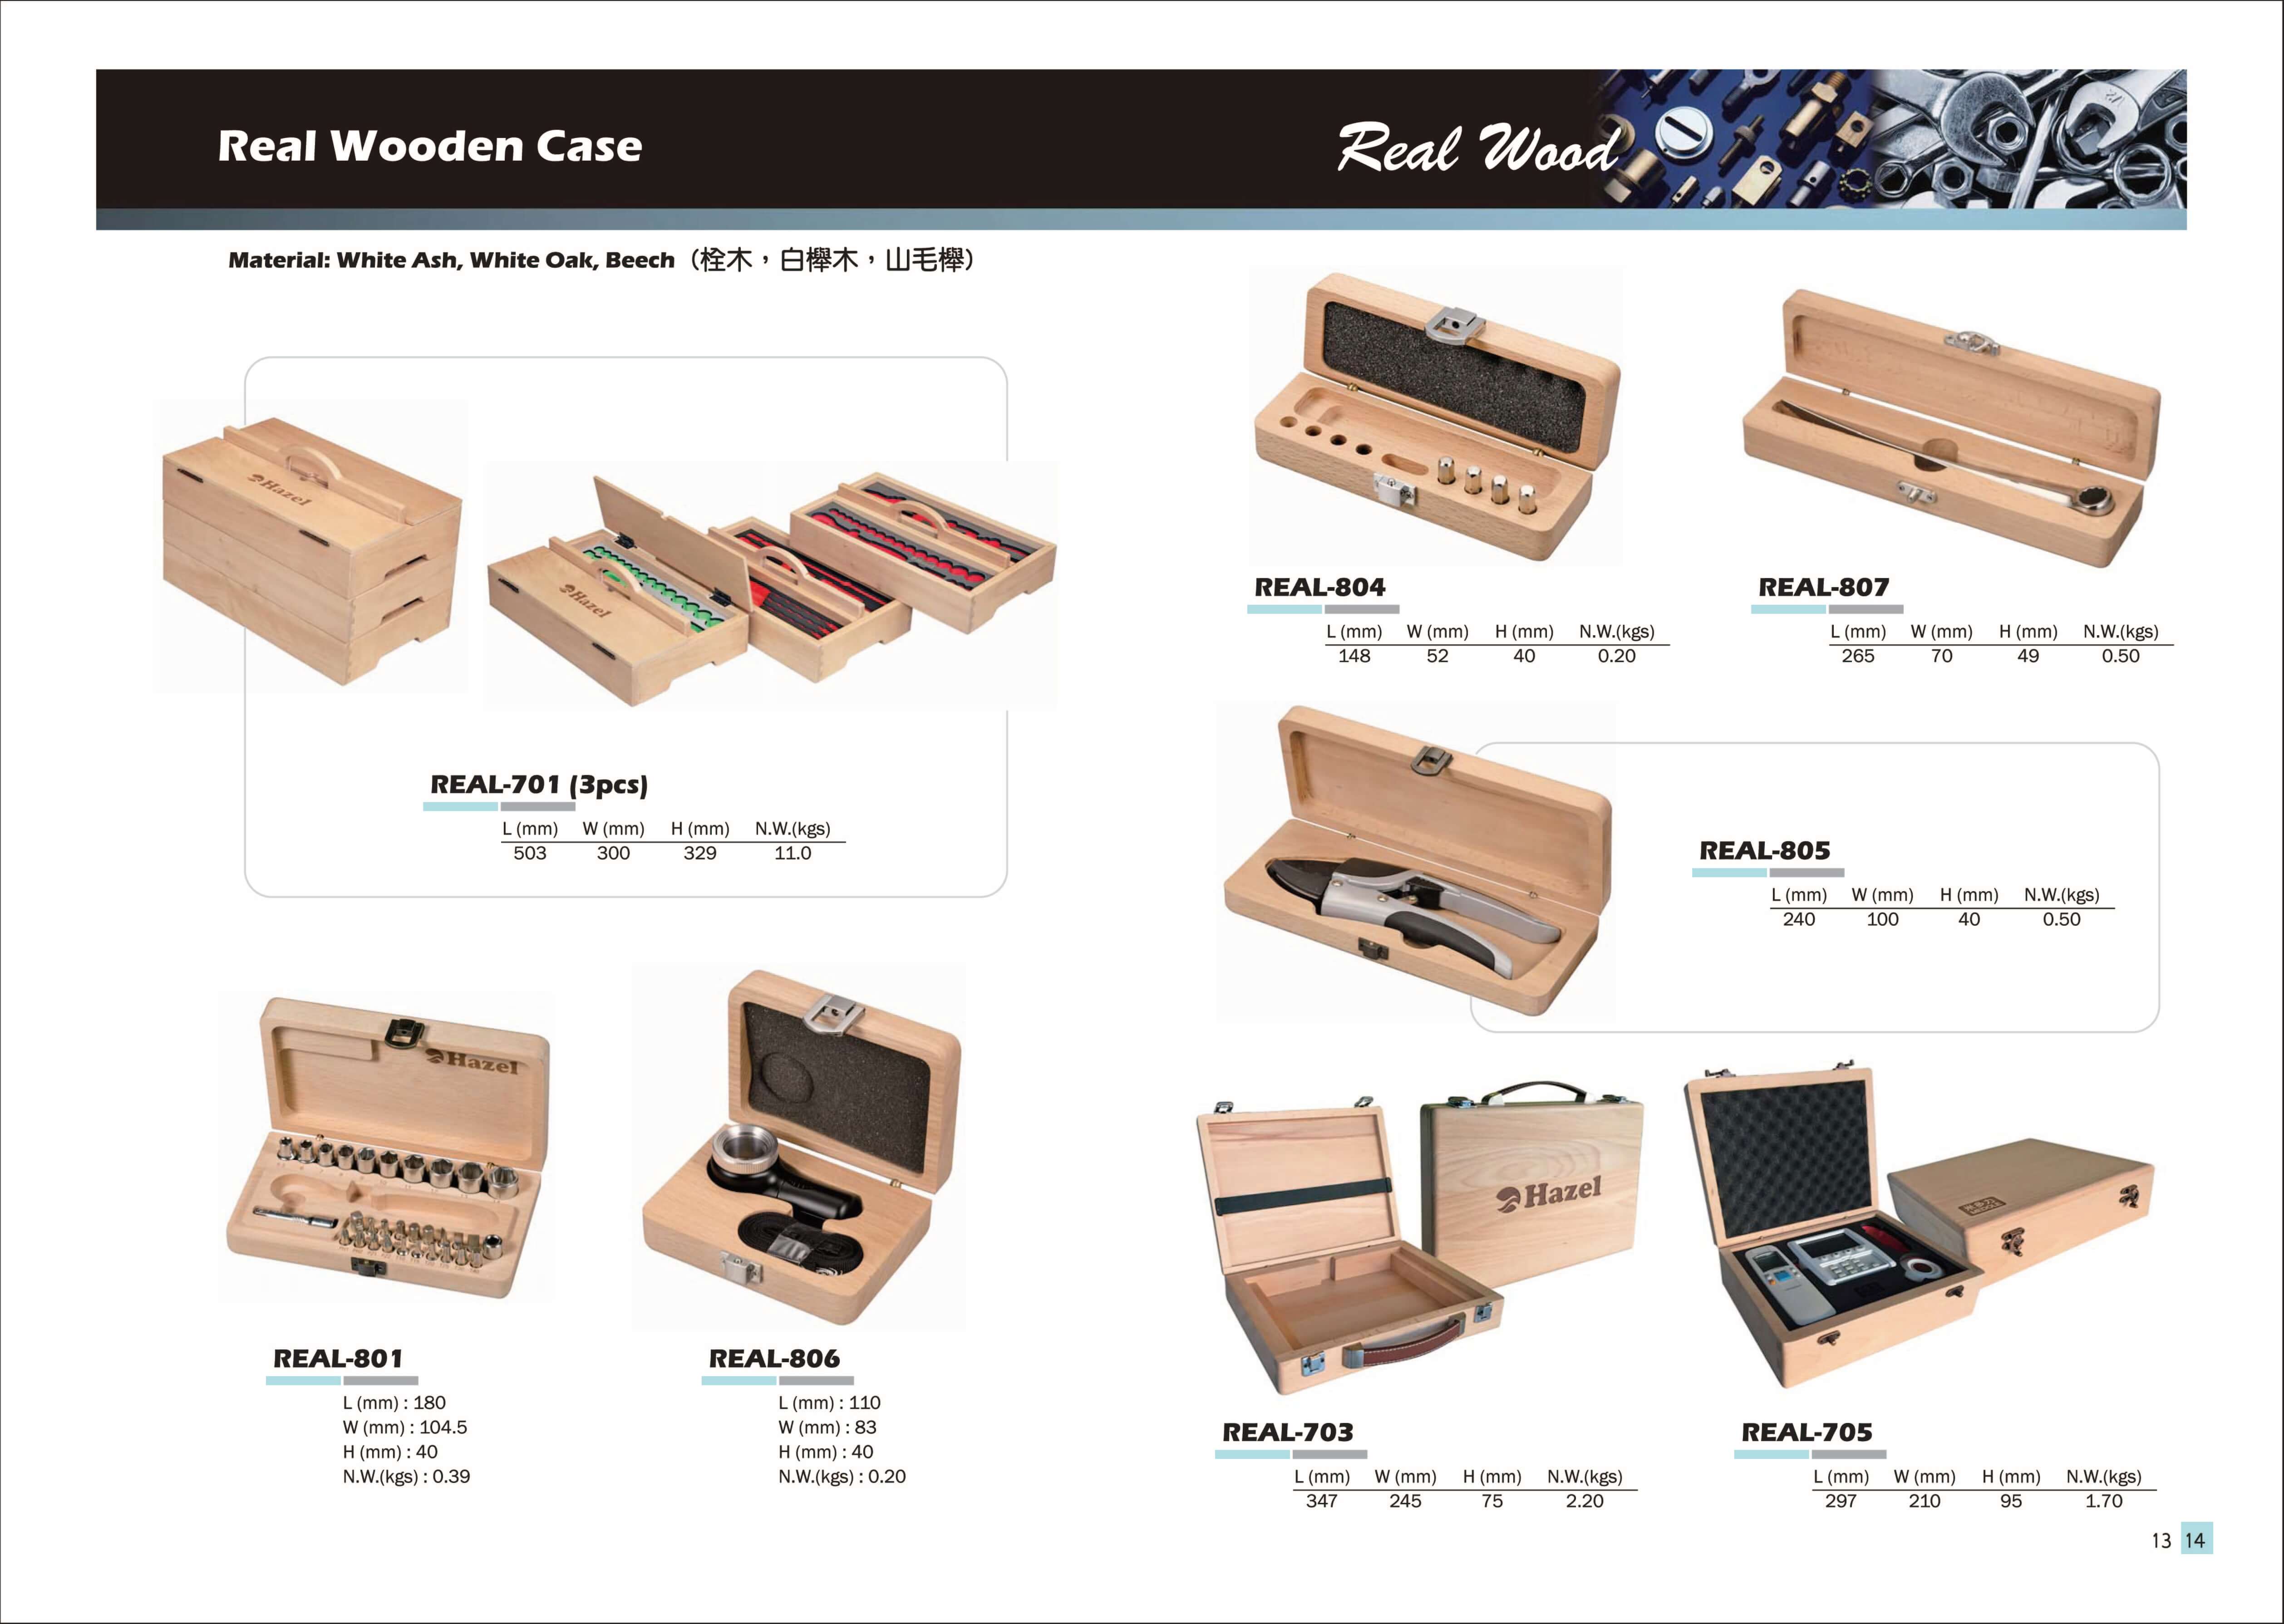 Real Wooden Case
Real Wood
Material: White Ash, White Oak, Beech（栓木，白櫸木，山毛櫸）
Hazel
Hazel
REAL-701 (3pcs)
L (mm) W (mm) H (mm) N.W.(kgs)
503 300 329 11.0
Hazel
REAL-801
L (mm) : 180
W (mm) : 104.5
H (mm) : 40
N.W.(kgs) : 0.39
REAL-806
L (mm) : 110
W (mm) : 83
H (mm) : 40
N.W.(kgs) : 0.20
REAL-804
L (mm) W (mm) H (mm) N.W.(kgs)
148 52 40 0.20
REAL-807
L (mm) W (mm) H (mm) N.W.(kgs)
265 70 49 0.50
REAL-805
L (mm) W (mm) H (mm) N.W.(kgs)
240 100 40 0.50
Hazel
REAL-703
L (mm) W (mm) H (mm) N.W.(kgs)
347 245 75 2.20
REAL-705
L (mm) W (mm) H (mm) N.W.(kgs)
297 210 95 1.70
13 14